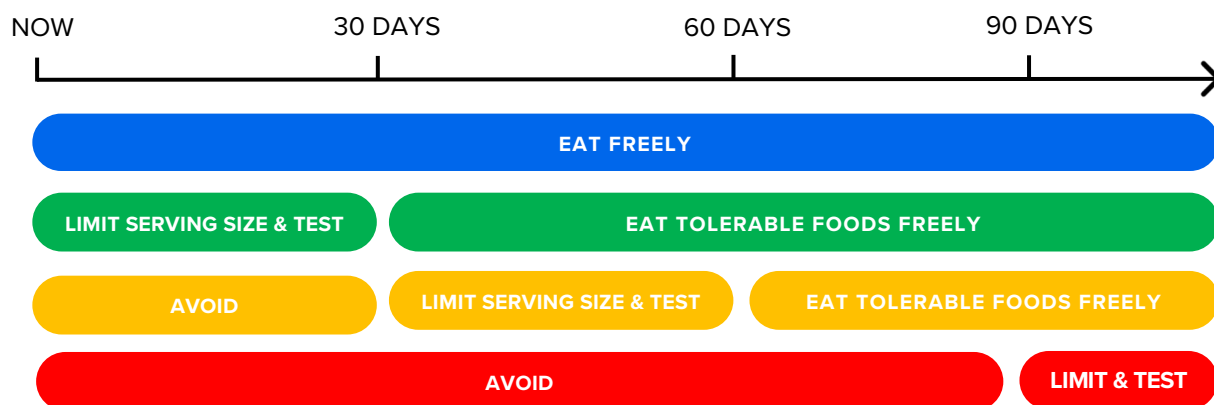 NOW
30 DAYS
60 DAYS
90 DAYS
EAT FREELY
LIMIT SERVING SIZE & TEST
EAT TOLERABLE FOODS FREELY
AVOID
LIMIT SERVING SIZE & TEST
EAT TOLERABLE FOODS FREELY
AVOID
LIMIT & TEST